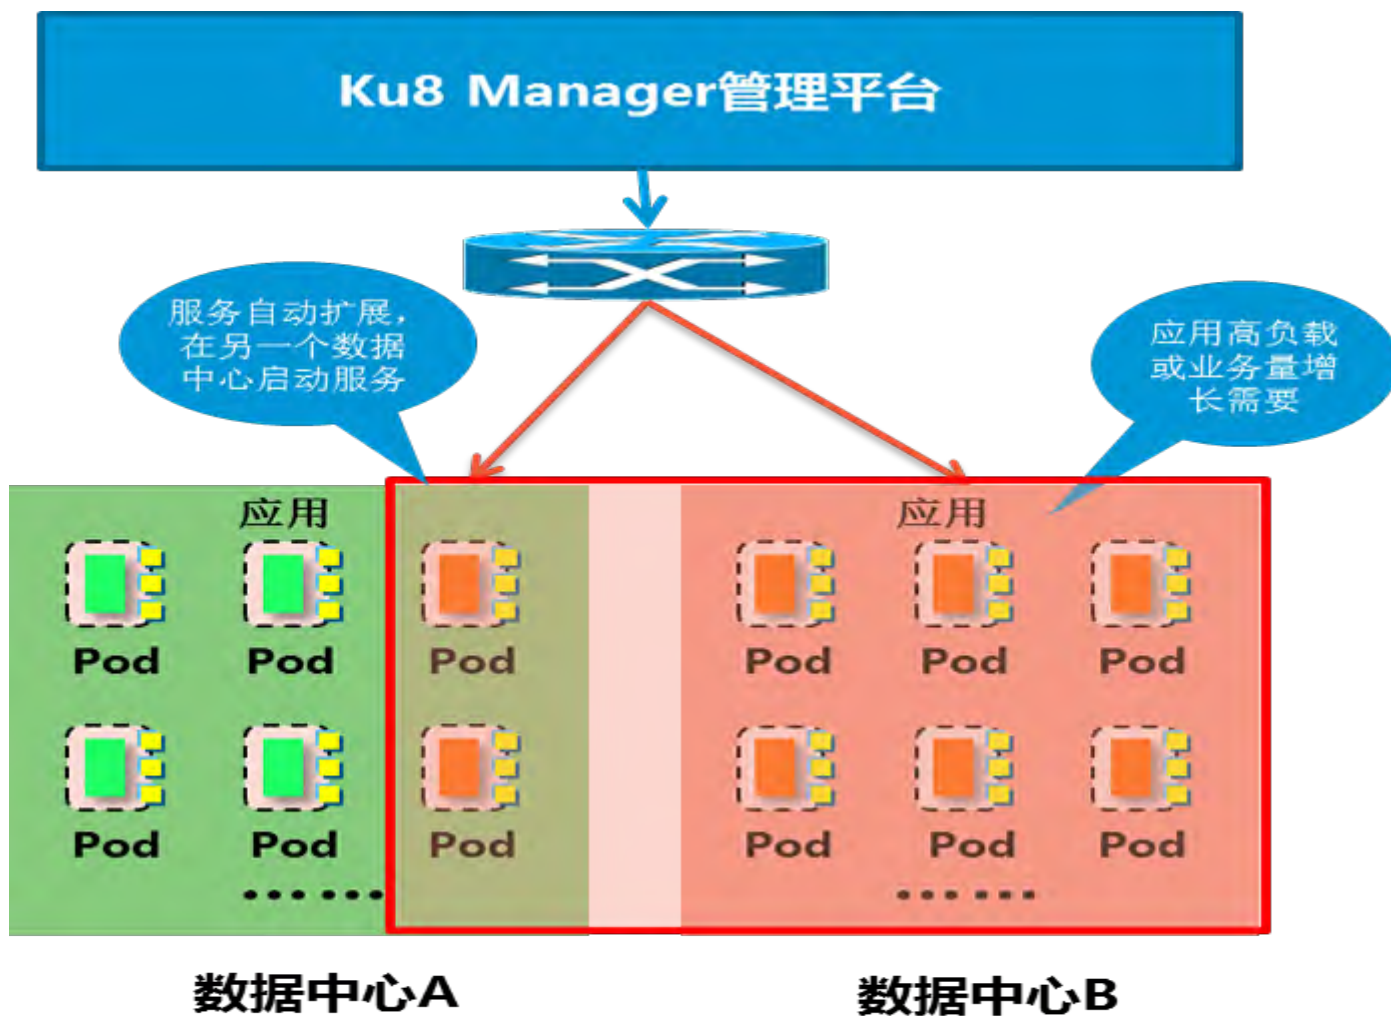 Ku8 Manager管理平台
服务自动扩展，
在另一个数据
中心启动服务
应用高负载
或业务量增
长需要
应用
应用
Pod Pod Pod Pod Pod Pod
Pod Pod Pod Pod Pod Pod
…… ……
数据中心A 数据中心B